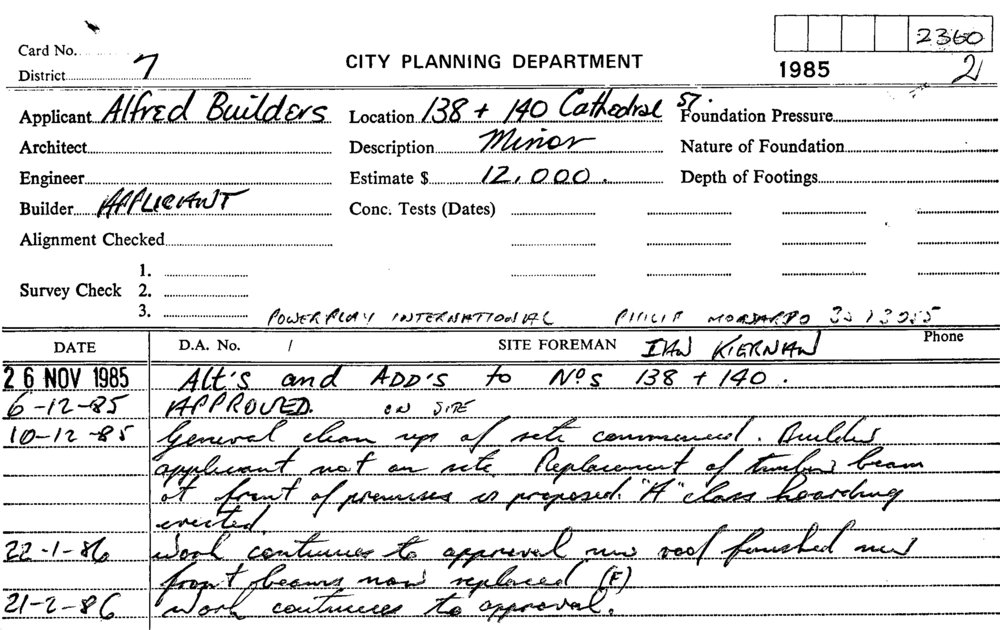 2360
Card No.
District 7
CITY PLANNING DEPARTMENT
1985 2
Applicant Alfred Builders Location 138 + 140 Cathedral St. Foundation Pressure
Architect Description Minor Nature of Foundation
Engineer Estimate $ 12,000. Depth of Footings
Builder APPLICANT Conc. Tests (Dates)
Alignment Checked
1.
Survey Check 2.
3.
POWERPLAY INTERNATIONAL PHILIP
DATE D.A. No. / SITE FOREMAN IAN KIERNAN Phone
26 NOV 1985 ALT'S and ADD'S to Nos 138 + 140.
6-12-85 APPROVED. ON SITE
10-12-85 General clean up of site commenced. Builder
applicant not on site Replacement of timber beam
at front of premises is proposed. "A" class hoarding
erected
22-1-86 Work continues to approval new roof finished new
front beams now replaced (F)
21-2-86 Work continues to approval.